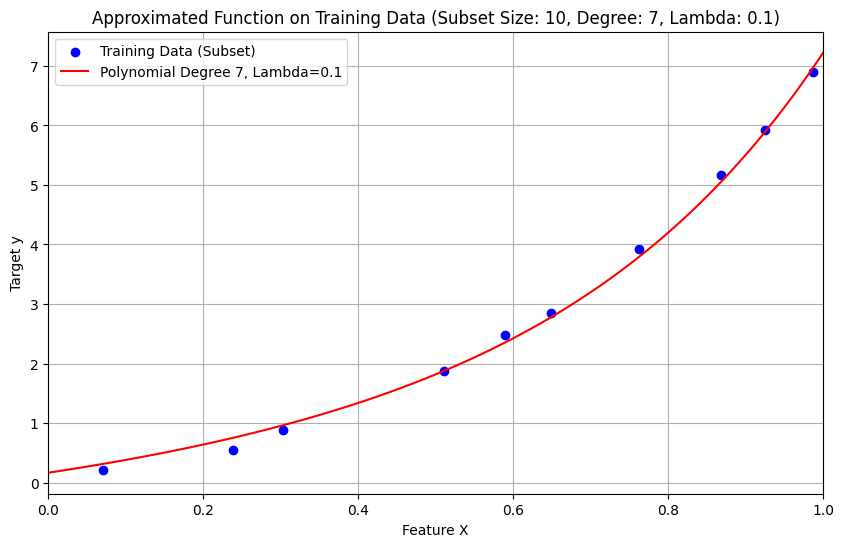 Approximated Function on Training Data (Subset Size: 10, Degree: 7, Lambda: 0.1)
Training Data (Subset)
Polynomial Degree 7, Lambda=0.1
Target y
7
6
5
4
3
2
1
0
0.0
0.2
0.4
0.6
0.8
1.0
Feature X